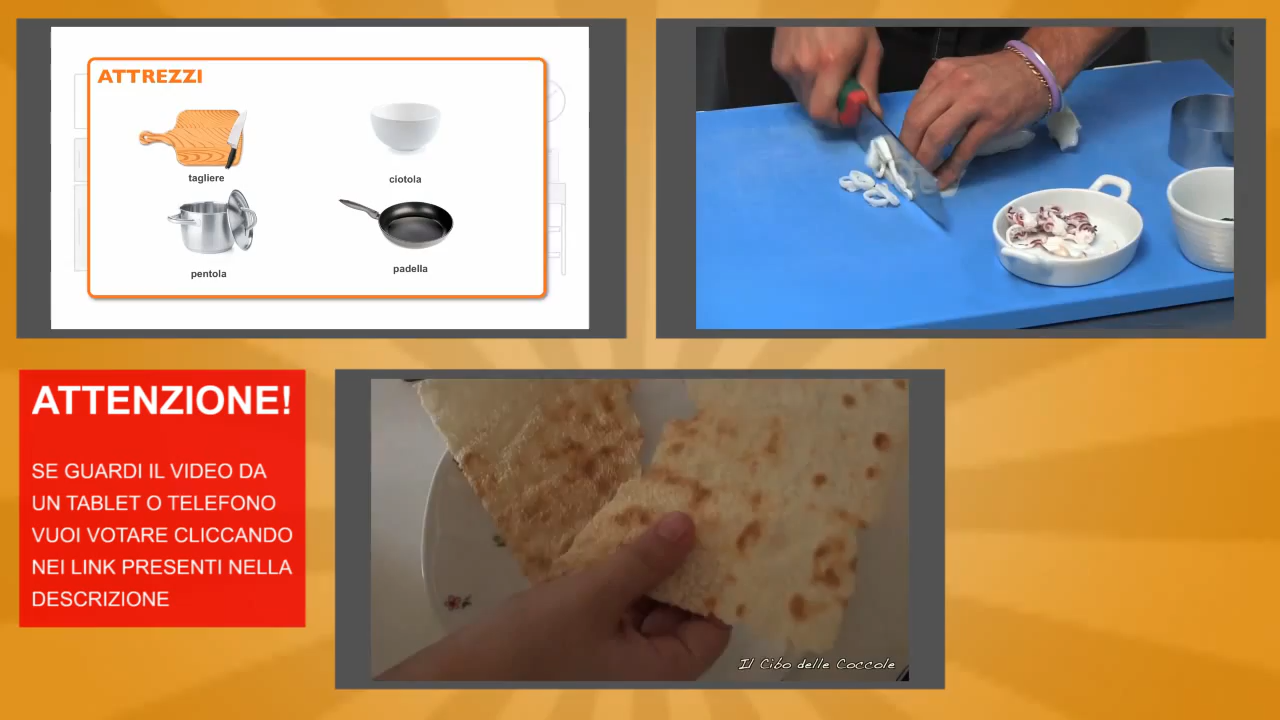 ATTREZZI
tagliere
ciotola
pentola
padella
ATTENZIONE!
SE GUARDI IL VIDEO DA
UN TABLET O TELEFONO
VUOI VOTARE CLICCANDO
NEI LINK PRESENTI NELLA
DESCRIZIONE
Il Cibo delle Coccole